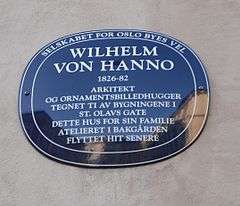 SELSKABET FOR OSLO BYES VEL
WILHELM
VON HANNO
1826-82
ARKITEKT
OG ORNAMENTSBILLEDHUGGER
TEGNET TI AV BYGNINGENE I
ST. OLAVS GATE
DETTE HUS FOR SIN FAMILIE
ATELIERET I BAKGÅRDEN
FLYTTET HIT SENERE